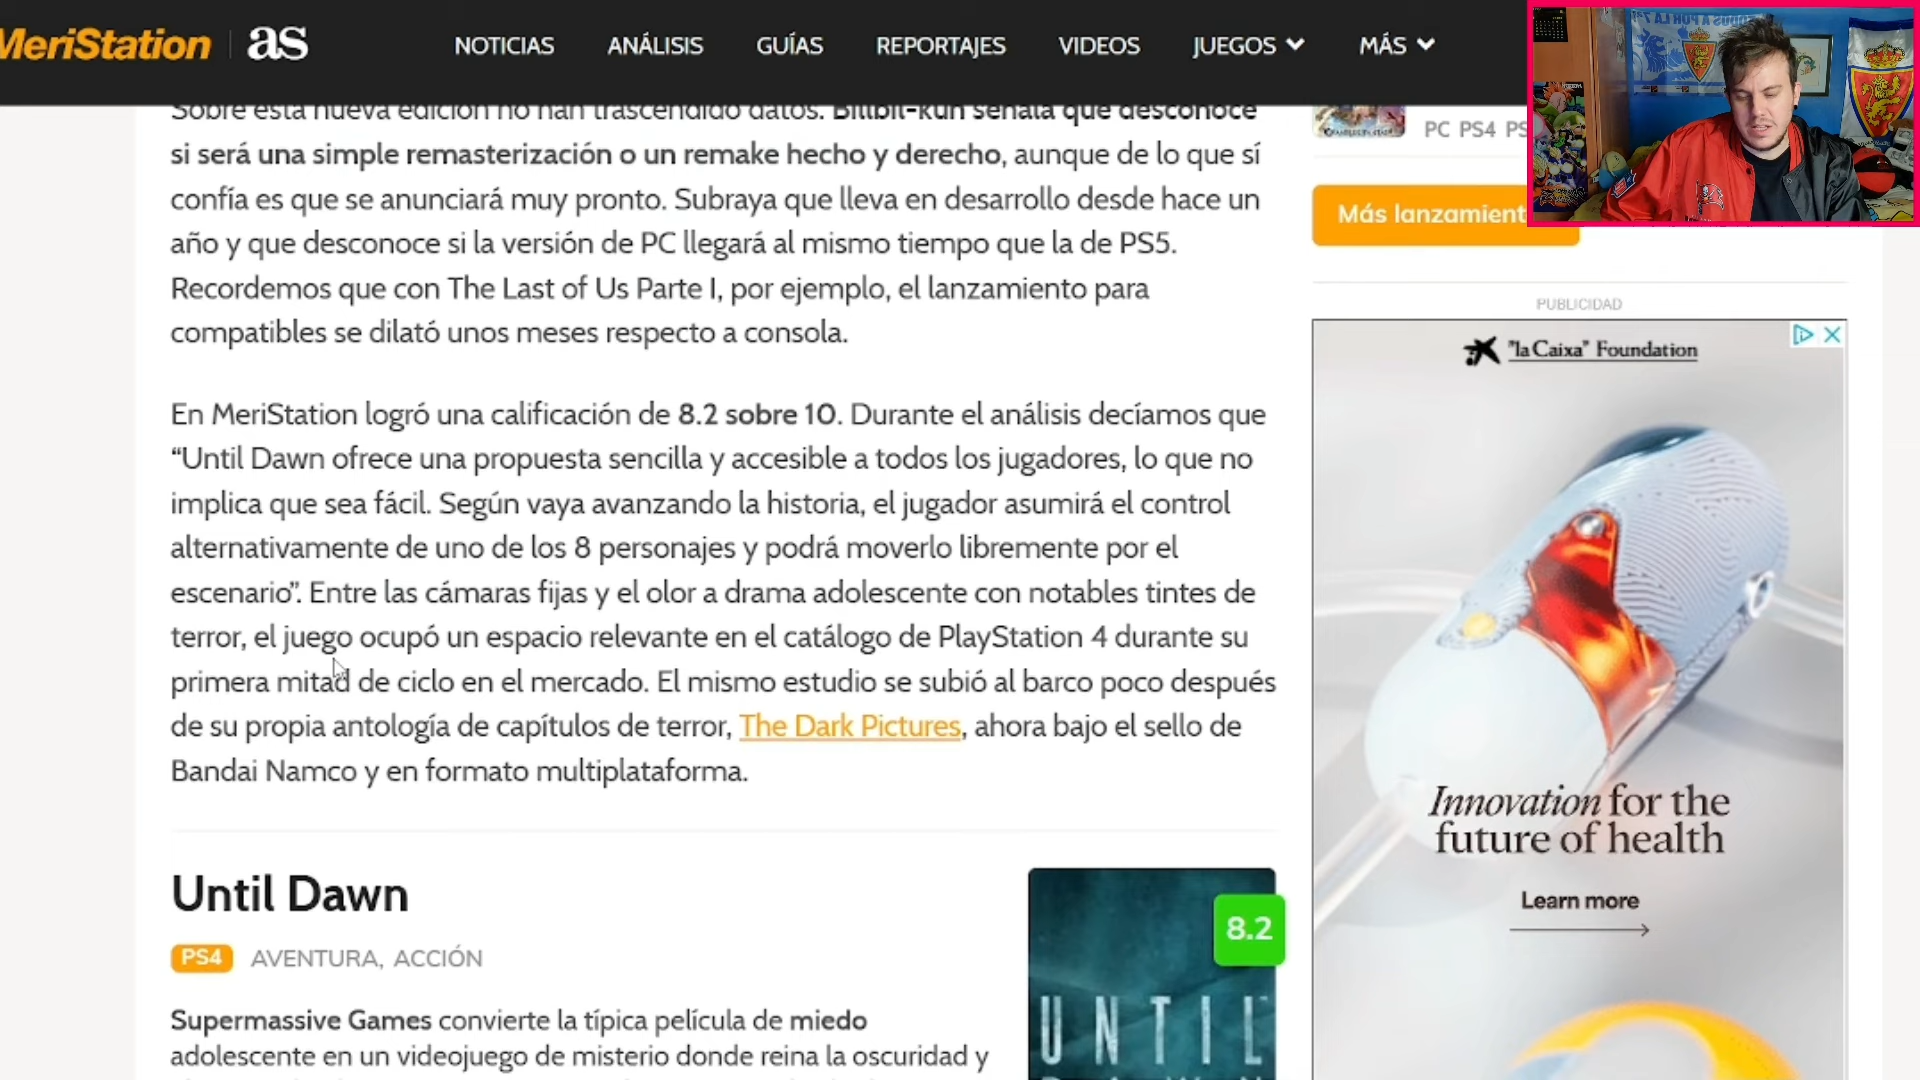 MeriStation | as
NOTICIAS ANÁLISIS GUÍAS REPORTAJES VIDEOS JUEGOS MÁS
Sobre esta nueva edición no han trascendido datos. Billbil-kun señala que desconoce
si será una simple remasterización o un remake hecho y derecho, aunque de lo que sí
confía es que se anunciará muy pronto. Subraya que lleva en desarrollo desde hace un
año y que desconoce si la versión de PC llegará al mismo tiempo que la de PS5.
Recordemos que con The Last of Us Parte I, por ejemplo, el lanzamiento para
compatibles se dilató unos meses respecto a consola.
En MeriStation logró una calificación de 8.2 sobre 10. Durante el análisis decíamos que
“Until Dawn ofrece una propuesta sencilla y accesible a todos los jugadores, lo que no
implica que sea fácil. Según vaya avanzando la historia, el jugador asumirá el control
alternativamente de uno de los 8 personajes y podrá moverlo libremente por el
escenario”. Entre las cámaras fijas y el olor a drama adolescente con notables tintes de
terror, el juego ocupó un espacio relevante en el catálogo de PlayStation 4 durante su
primera mitad de ciclo en el mercado. El mismo estudio se subió al barco poco después
de su propia antología de capítulos de terror, The Dark Pictures, ahora bajo el sello de
Bandai Namco y en formato multiplataforma.
Until Dawn
PS4 AVENTURA, ACCIÓN
Supermassive Games convierte la típica película de miedo
adolescente en un videojuego de misterio donde reina la oscuridad y
8.2
UNTIL
PC PS4 PS
Más lanzamient
PUBLICIDAD
"la Caixa" Foundation
Innovation for the
future of health
Learn more